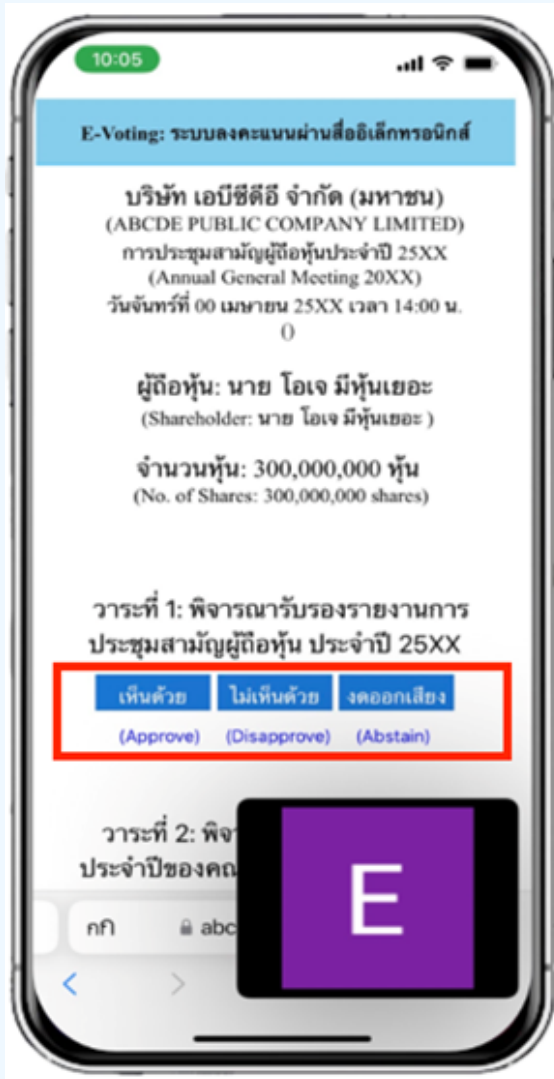 10:05
E-Voting: ระบบลงคะแนนผ่านสื่ออิเล็กทรอนิกส์
บริษัท เอบีซีดีอี จำกัด (มหาชน)
(ABCDE PUBLIC COMPANY LIMITED)
การประชุมสามัญผู้ถือหุ้นประจำปี 25XX
(Annual General Meeting 20XX)
วันจันทร์ที่ 00 เมษายน 25XX เวลา 14:00 น.
()
ผู้ถือหุ้น: นาย โอเจ มีหุ้นเยอะ
(Shareholder: นาย โอเจ มีหุ้นเยอะ )
จำนวนหุ้น: 300,000,000 หุ้น
(No. of Shares: 300,000,000 shares)
วาระที่ 1: พิจารณารับรองรายงานการ
ประชุมสามัญผู้ถือหุ้น ประจำปี 25XX
เห็นด้วย ไม่เห็นด้วย งดออกเสียง
(Approve) (Disapprove) (Abstain)
วาระที่ 2:
ประจำปีของ
abc
E